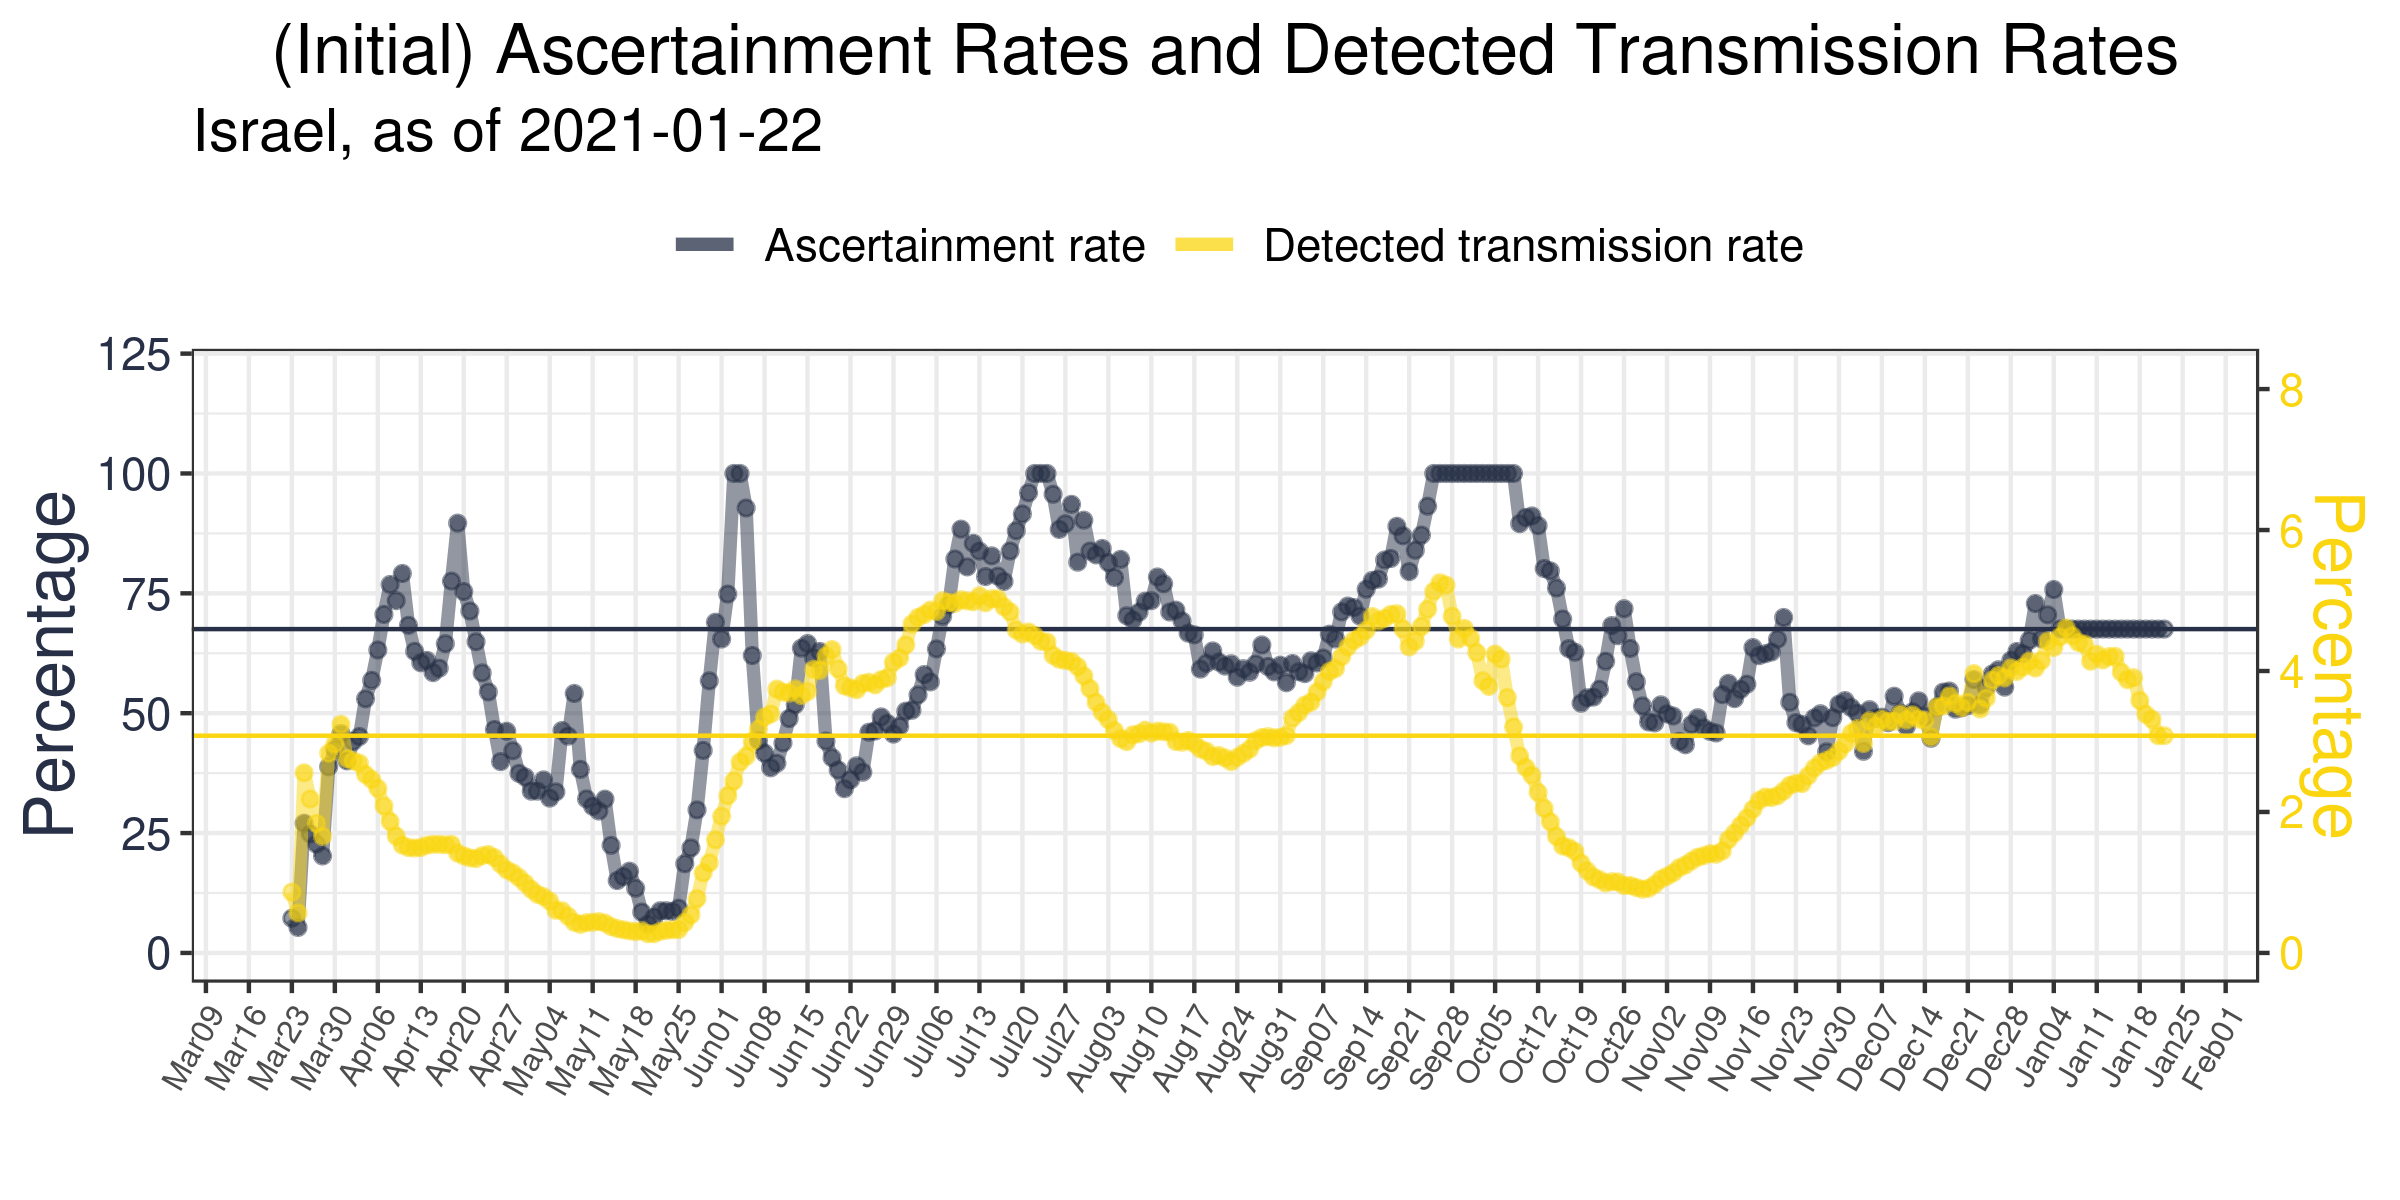 (Initial) Ascertainment Rates and Detected Transmission Rates
Israel, as of 2021-01-22
Ascertainment rate
Detected transmission rate
Percentage
125
100
75
50
25
0
8
6
4
2
0
Percentage
Mar09
Mar16
Mar23
Mar30
Apr06
Apr13
Apr20
Apr27
May04
May11
May18
May25
Jun01
Jun08
Jun15
Jun22
Jun29
Jul06
Jul13
Jul20
Jul27
Aug03
Aug10
Aug17
Aug24
Aug31
Sep07
Sep14
Sep21
Sep28
Oct05
Oct12
Oct19
Oct26
Nov02
Nov09
Nov16
Nov23
Nov30
Dec07
Dec14
Dec21
Dec28
Jan04
Jan11
Jan18
Jan25
Feb01